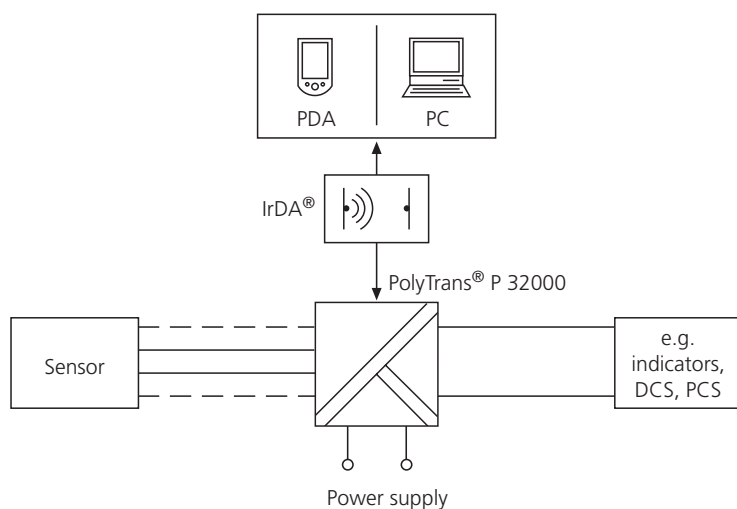 PDA
PC
IrDA®
PolyTrans® P 32000
Sensor
e.g.
indicators,
DCS, PCS
Power supply